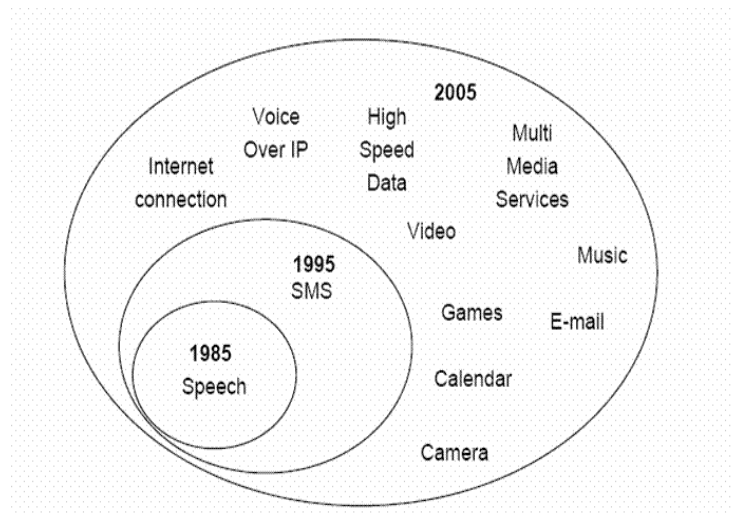 2005
Voice
Over IP
High
Speed
Data
Multi
Media
Services
Internet
connection
Video
Music
1995
SMS
Games
E-mail
1985
Speech
Calendar
Camera